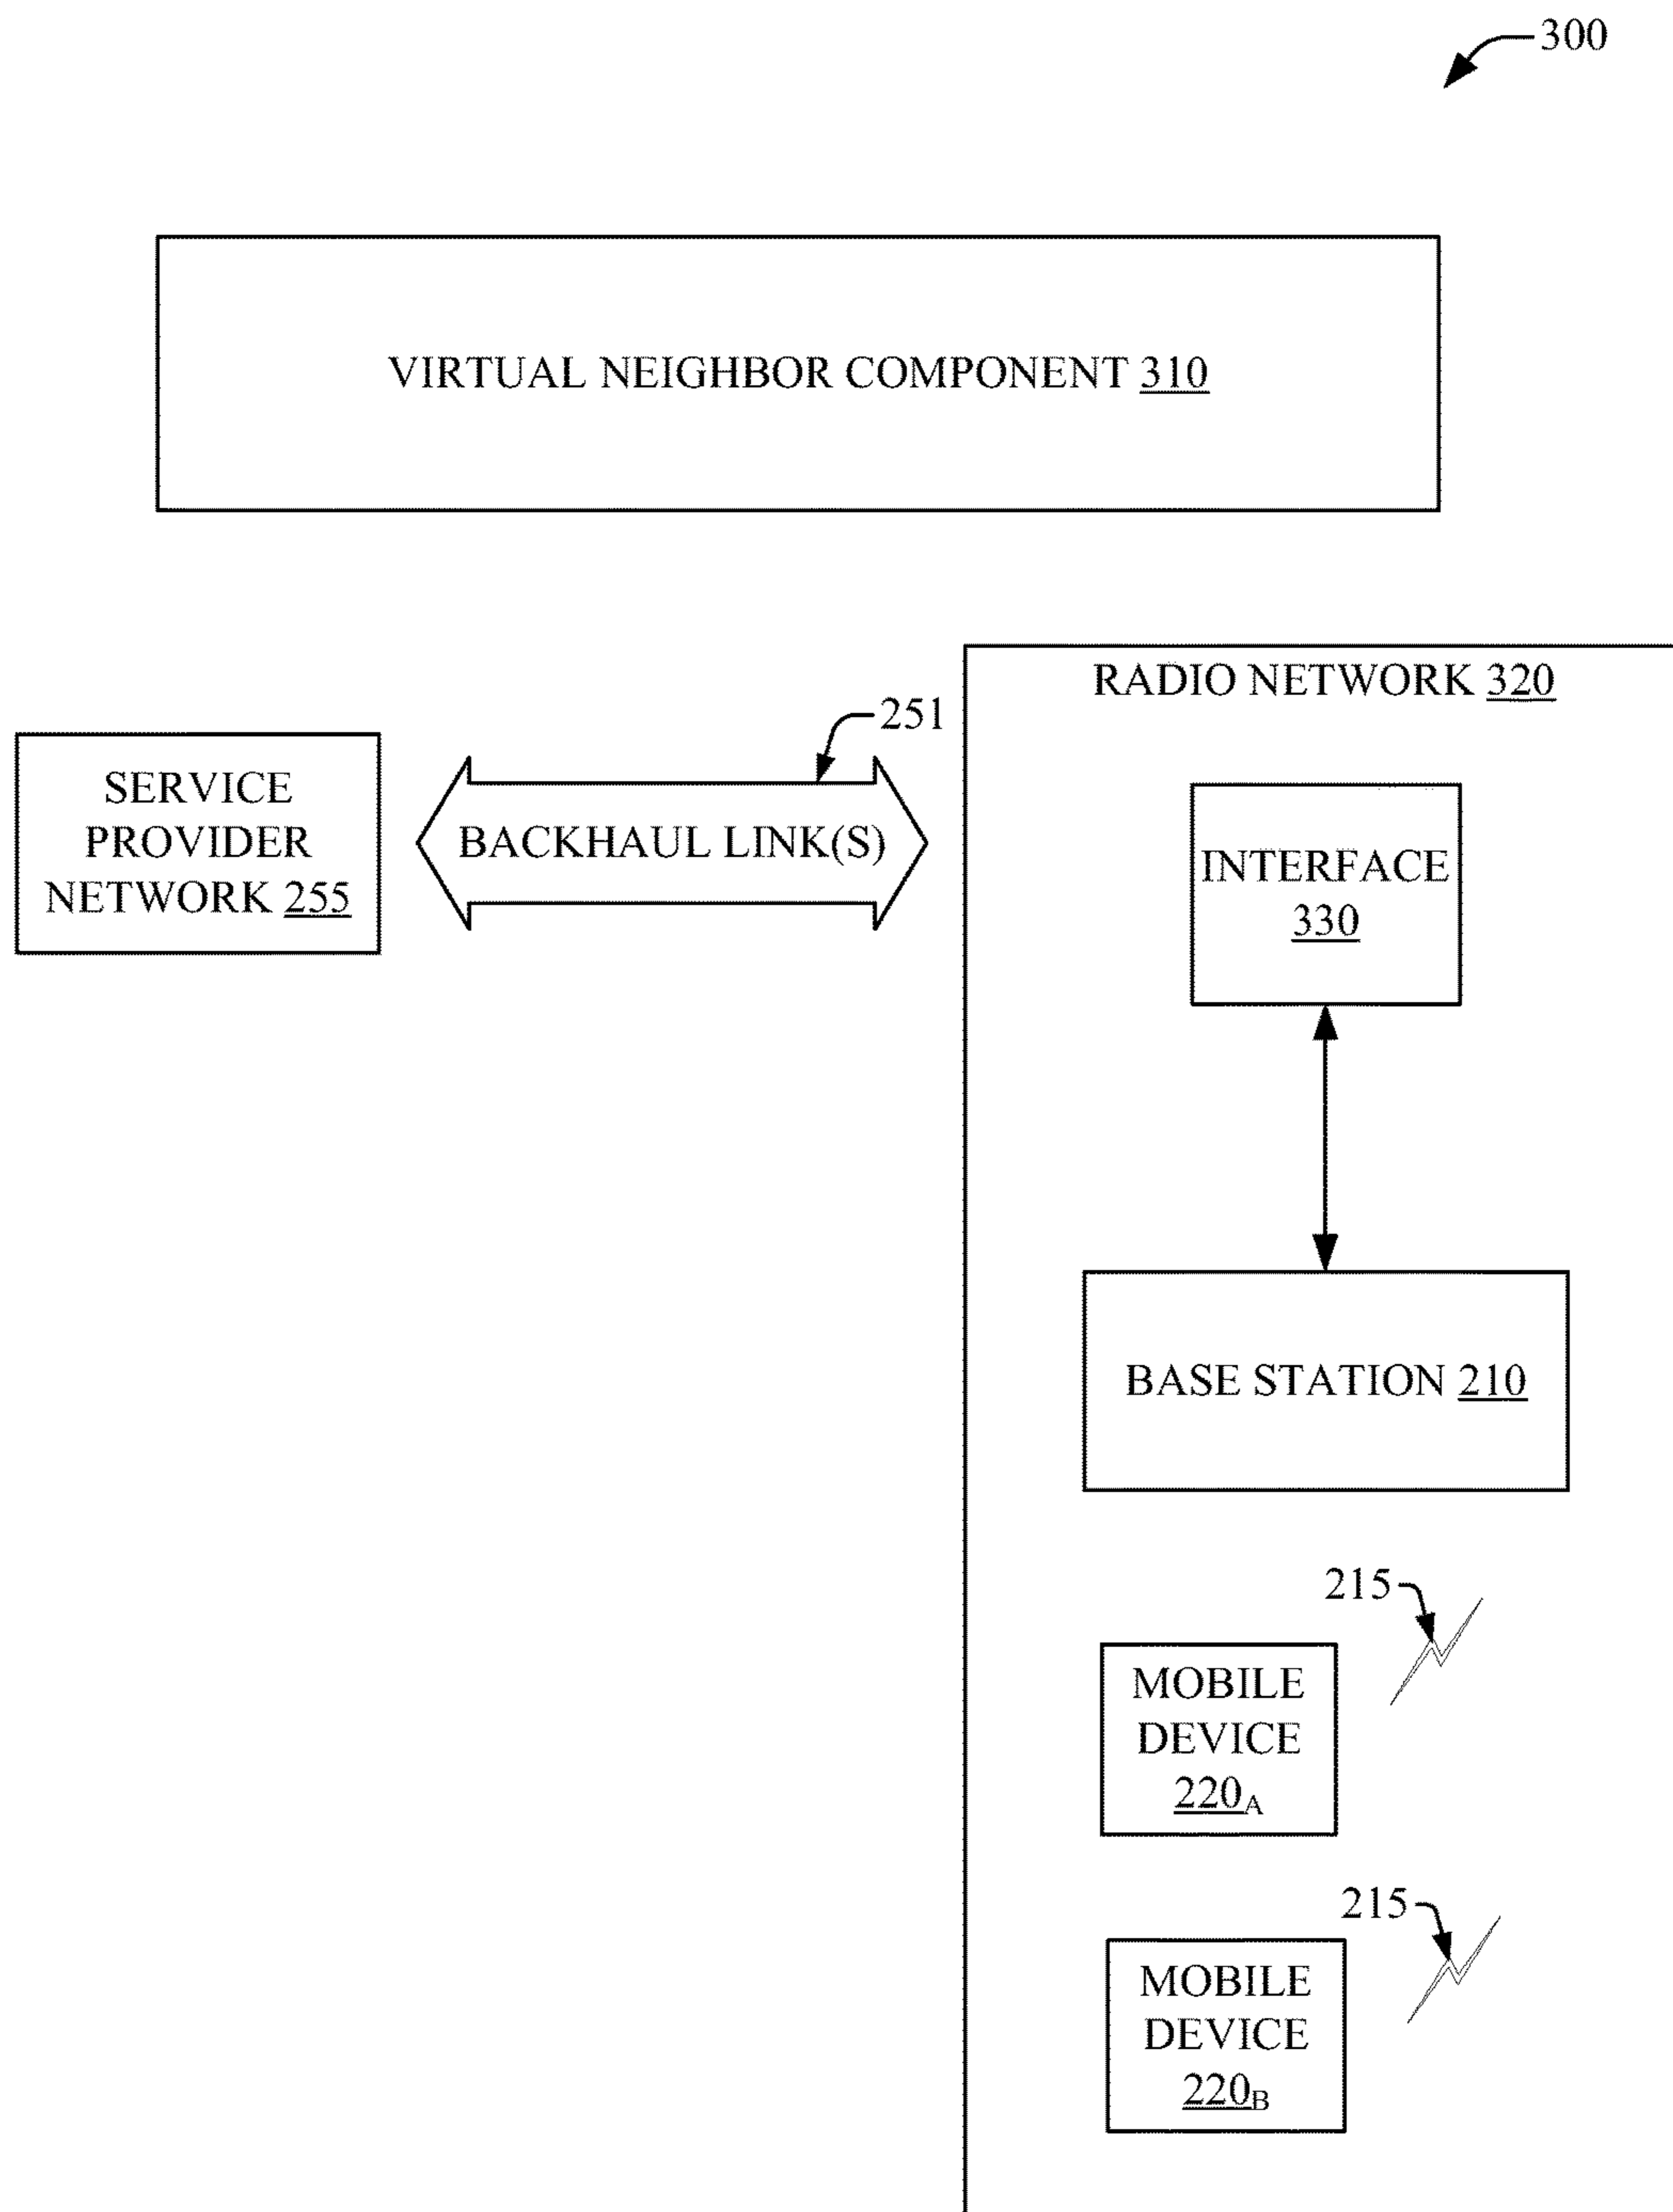 300
VIRTUAL NEIGHBOR COMPONENT 310
RADIO NETWORK 320
251
SERVICE
PROVIDER
NETWORK 255
BACKHAUL LINK(S)
INTERFACE
330
BASE STATION 210
215
MOBILE
DEVICE
220A
215
MOBILE
DEVICE
220B